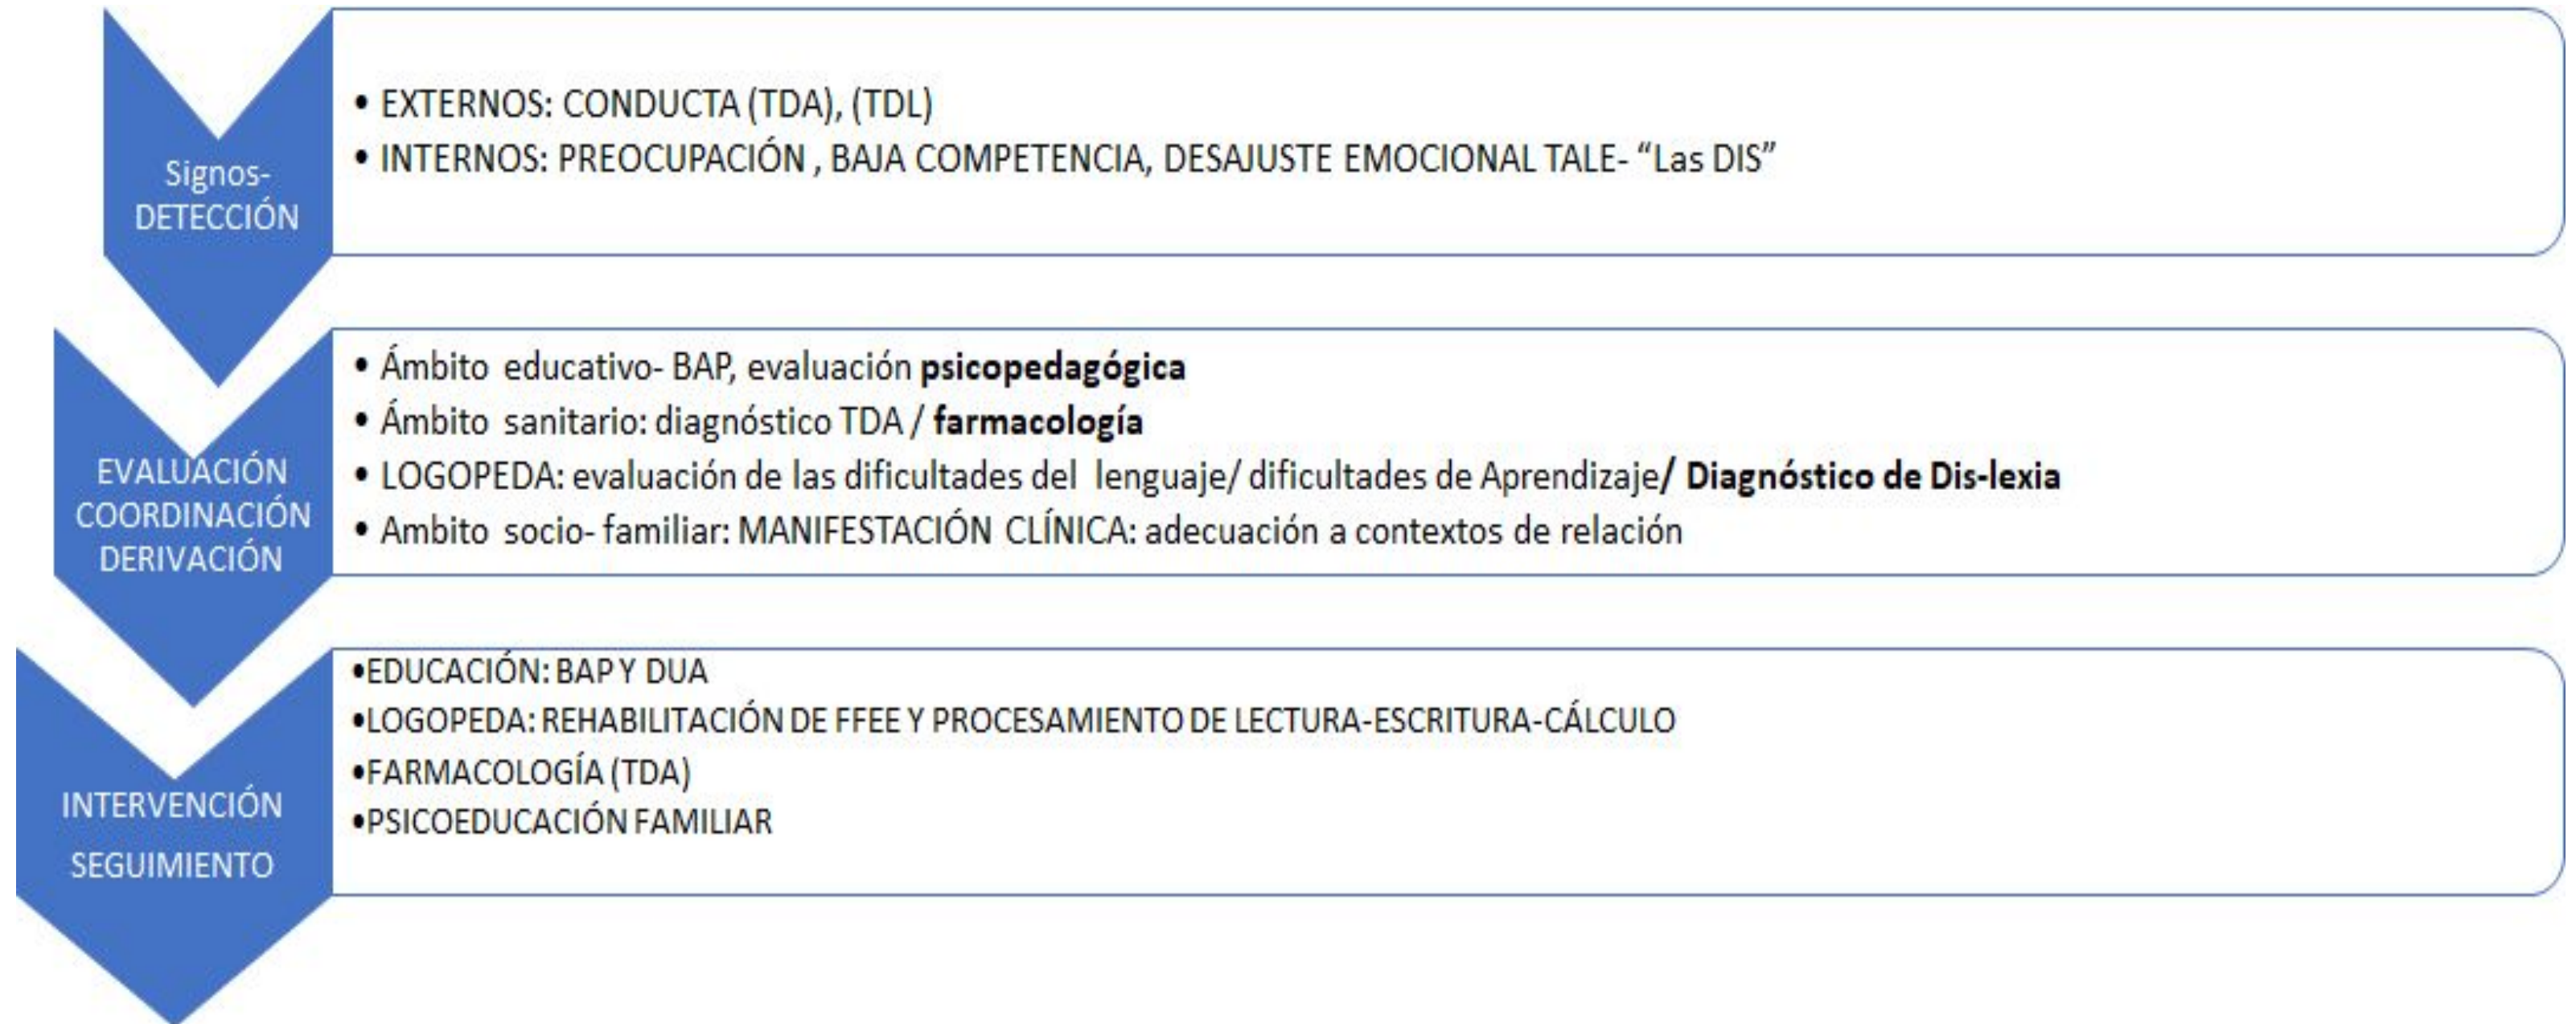 Signos-
DETECCIÓN
• EXTERNOS: CONDUCTA (TDA), (TDL)
• INTERNOS: PREOCUPACIÓN , BAJA COMPETENCIA, DESAJUSTE EMOCIONAL TALE- “Las DIS”
EVALUACIÓN
COORDINACIÓN
DERIVACIÓN
• Ámbito educativo- BAP, evaluación psicopedagógica
• Ámbito sanitario: diagnóstico TDA / farmacología
• LOGOPEDA: evaluación de las dificultades del lenguaje/ dificultades de Aprendizaje/ Diagnóstico de Dis-lexia
• Ambito socio- familiar: MANIFESTACIÓN CLÍNICA: adecuación a contextos de relación
INTERVENCIÓN
SEGUIMIENTO
•EDUCACIÓN: BAP Y DUA
•LOGOPEDA: REHABILITACIÓN DE FFEE Y PROCESAMIENTO DE LECTURA-ESCRITURA-CÁLCULO
•FARMACOLOGÍA (TDA)
•PSICOEDUCACIÓN FAMILIAR